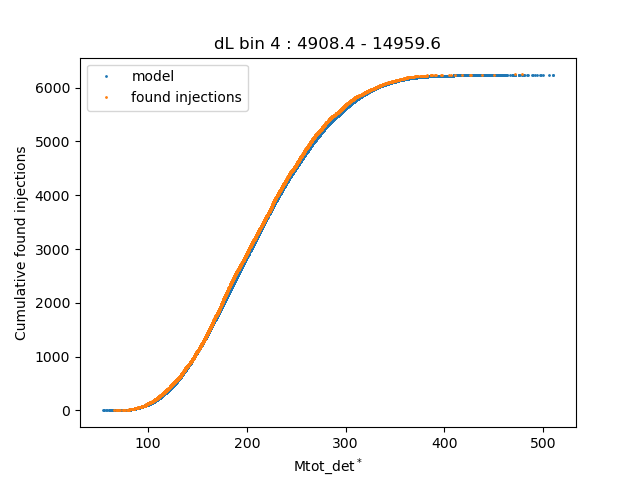 dL bin 4 : 4908.4 - 14959.6
model
found injections
Cumulative found injections
6000
5000
4000
3000
2000
1000
0
100 200 300 400 500
Mtot_det*